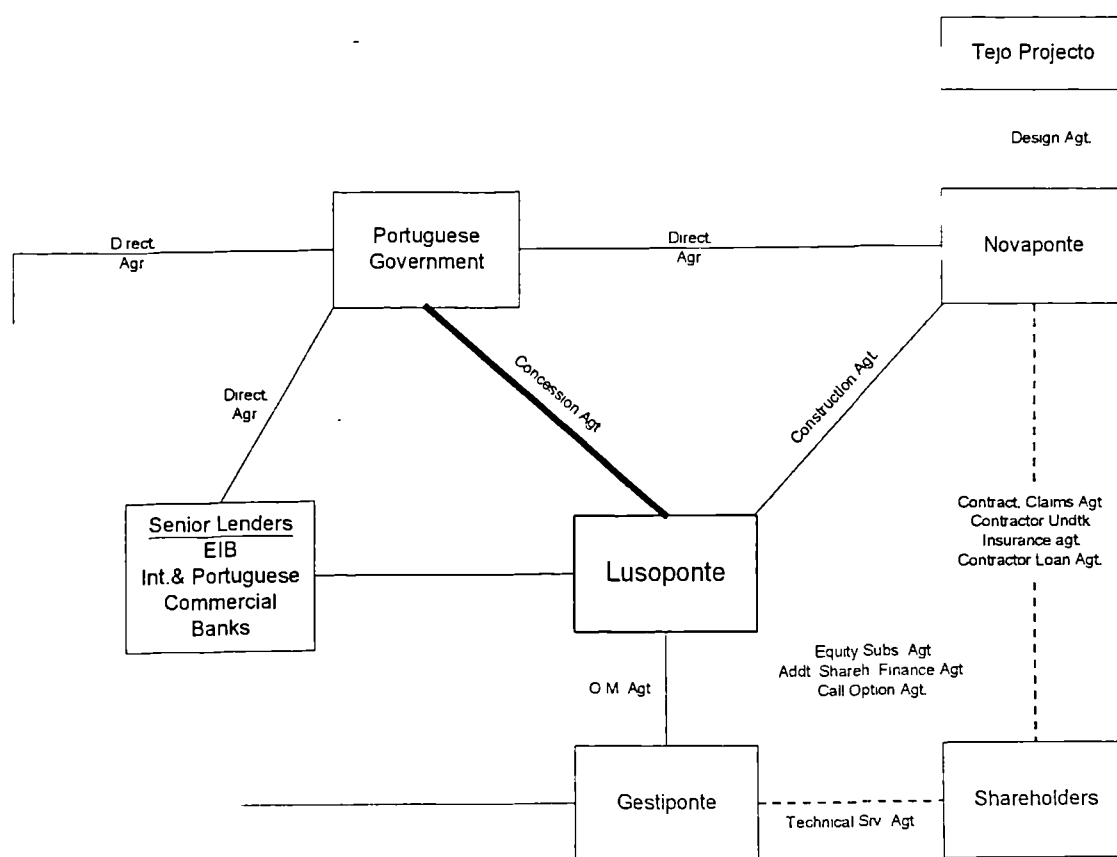 Tejo Projecto
Design Agt.
Portuguese
Government
Direct.
Agr
Direct.
Agr
Novaponte
Direct.
Agr
Concession Agt
Construction Agt.
Senior Lenders
EIB
Int.& Portuguese
Commercial
Banks
Lusoponte
Contract. Claims Agt
Contractor Undtk
Insurance agt.
Contractor Loan Agt.
Equity Subs Agt
Addt Shareh Finance Agt
Call Option Agt.
O M Agt
Gestiponte
Technical Srv Agt
Shareholders